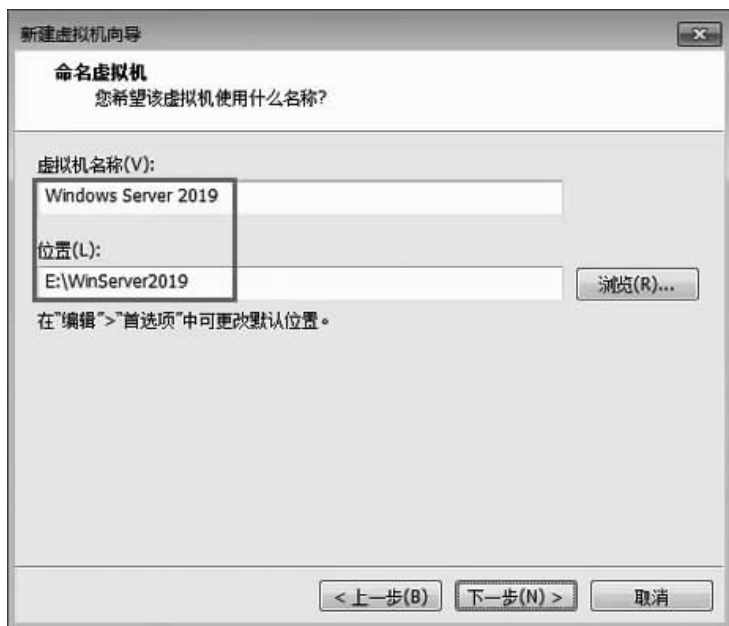 新建虚拟机向导
命名虚拟机
您希望该虚拟机使用什么名称?
虚拟机名称(V):
Windows Server 2019
位置(L):
E:\WinServer2019
浏览(R)...
在"编辑">"首选项"中可更改默认位置。
< 上一步(B) 下一步(N) > 取消